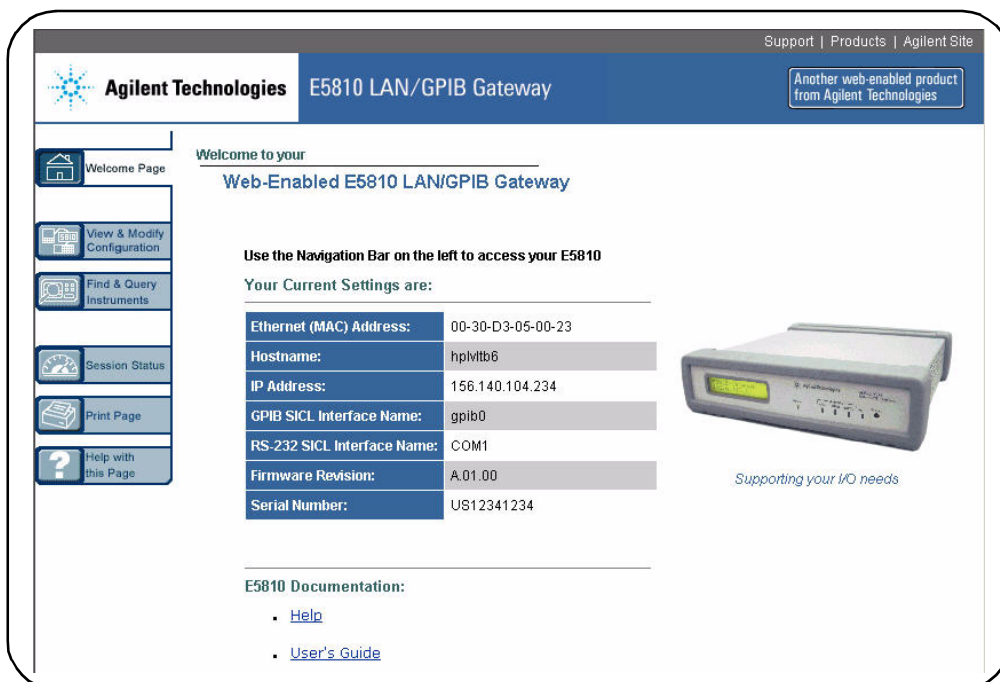 Support | Products | Agilent Site
Agilent Technologies
E5810 LAN/GPIB Gateway
Another web-enabled product
from Agilent Technologies
Welcome Page
View & Modify
Configuration
Find & Query
Instruments
Session Status
Print Page
Help with
this Page
Welcome to your
Web-Enabled E5810 LAN/GPIB Gateway
Use the Navigation Bar on the left to access your E5810
Your Current Settings are:
Ethernet (MAC) Address: 00-30-D3-05-00-23
Hostname: hplvltb6
IP Address: 156.140.104.234
GPIB SICL Interface Name: gpib0
RS-232 SICL Interface Name: COM1
Firmware Revision: A.01.00
Serial Number: US12341234
Supporting your I/O needs
E5810 Documentation:
Help
User's Guide